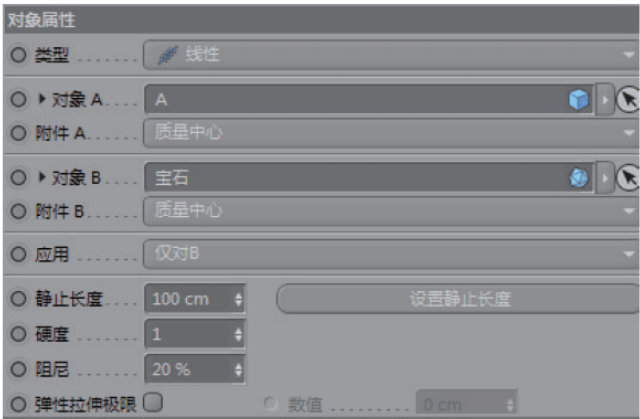 对象属性
类型 ....... 线性
对象 A.... A
附件 A...... 质量中心
对象 B.... 宝石
附件 B...... 质量中心
应用 ....... 仅对B
静止长度.... 100 cm 设置静止长度
硬度 ....... 1
阻尼 ....... 20 %
弹性拉伸极限 数值 ......... 0 cm